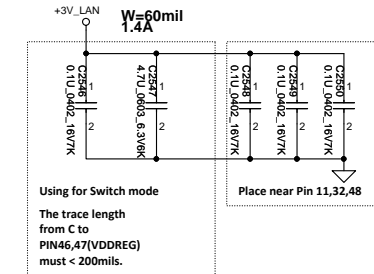 +3V_LAN
W=60mil
1.4A
C2546
0.1U_0402_16V7K
1
2
C2547
4.7U_0603_6.3V6K
1
2
C2548
0.1U_0402_16V7K
1
2
C2549
0.1U_0402_16V7K
1
2
C2550
0.1U_0402_16V7K
1
2
Using for Switch mode
The trace length
from C to
PIN46,47(VDDREG)
must < 200mils.
Place near Pin 11,32,48